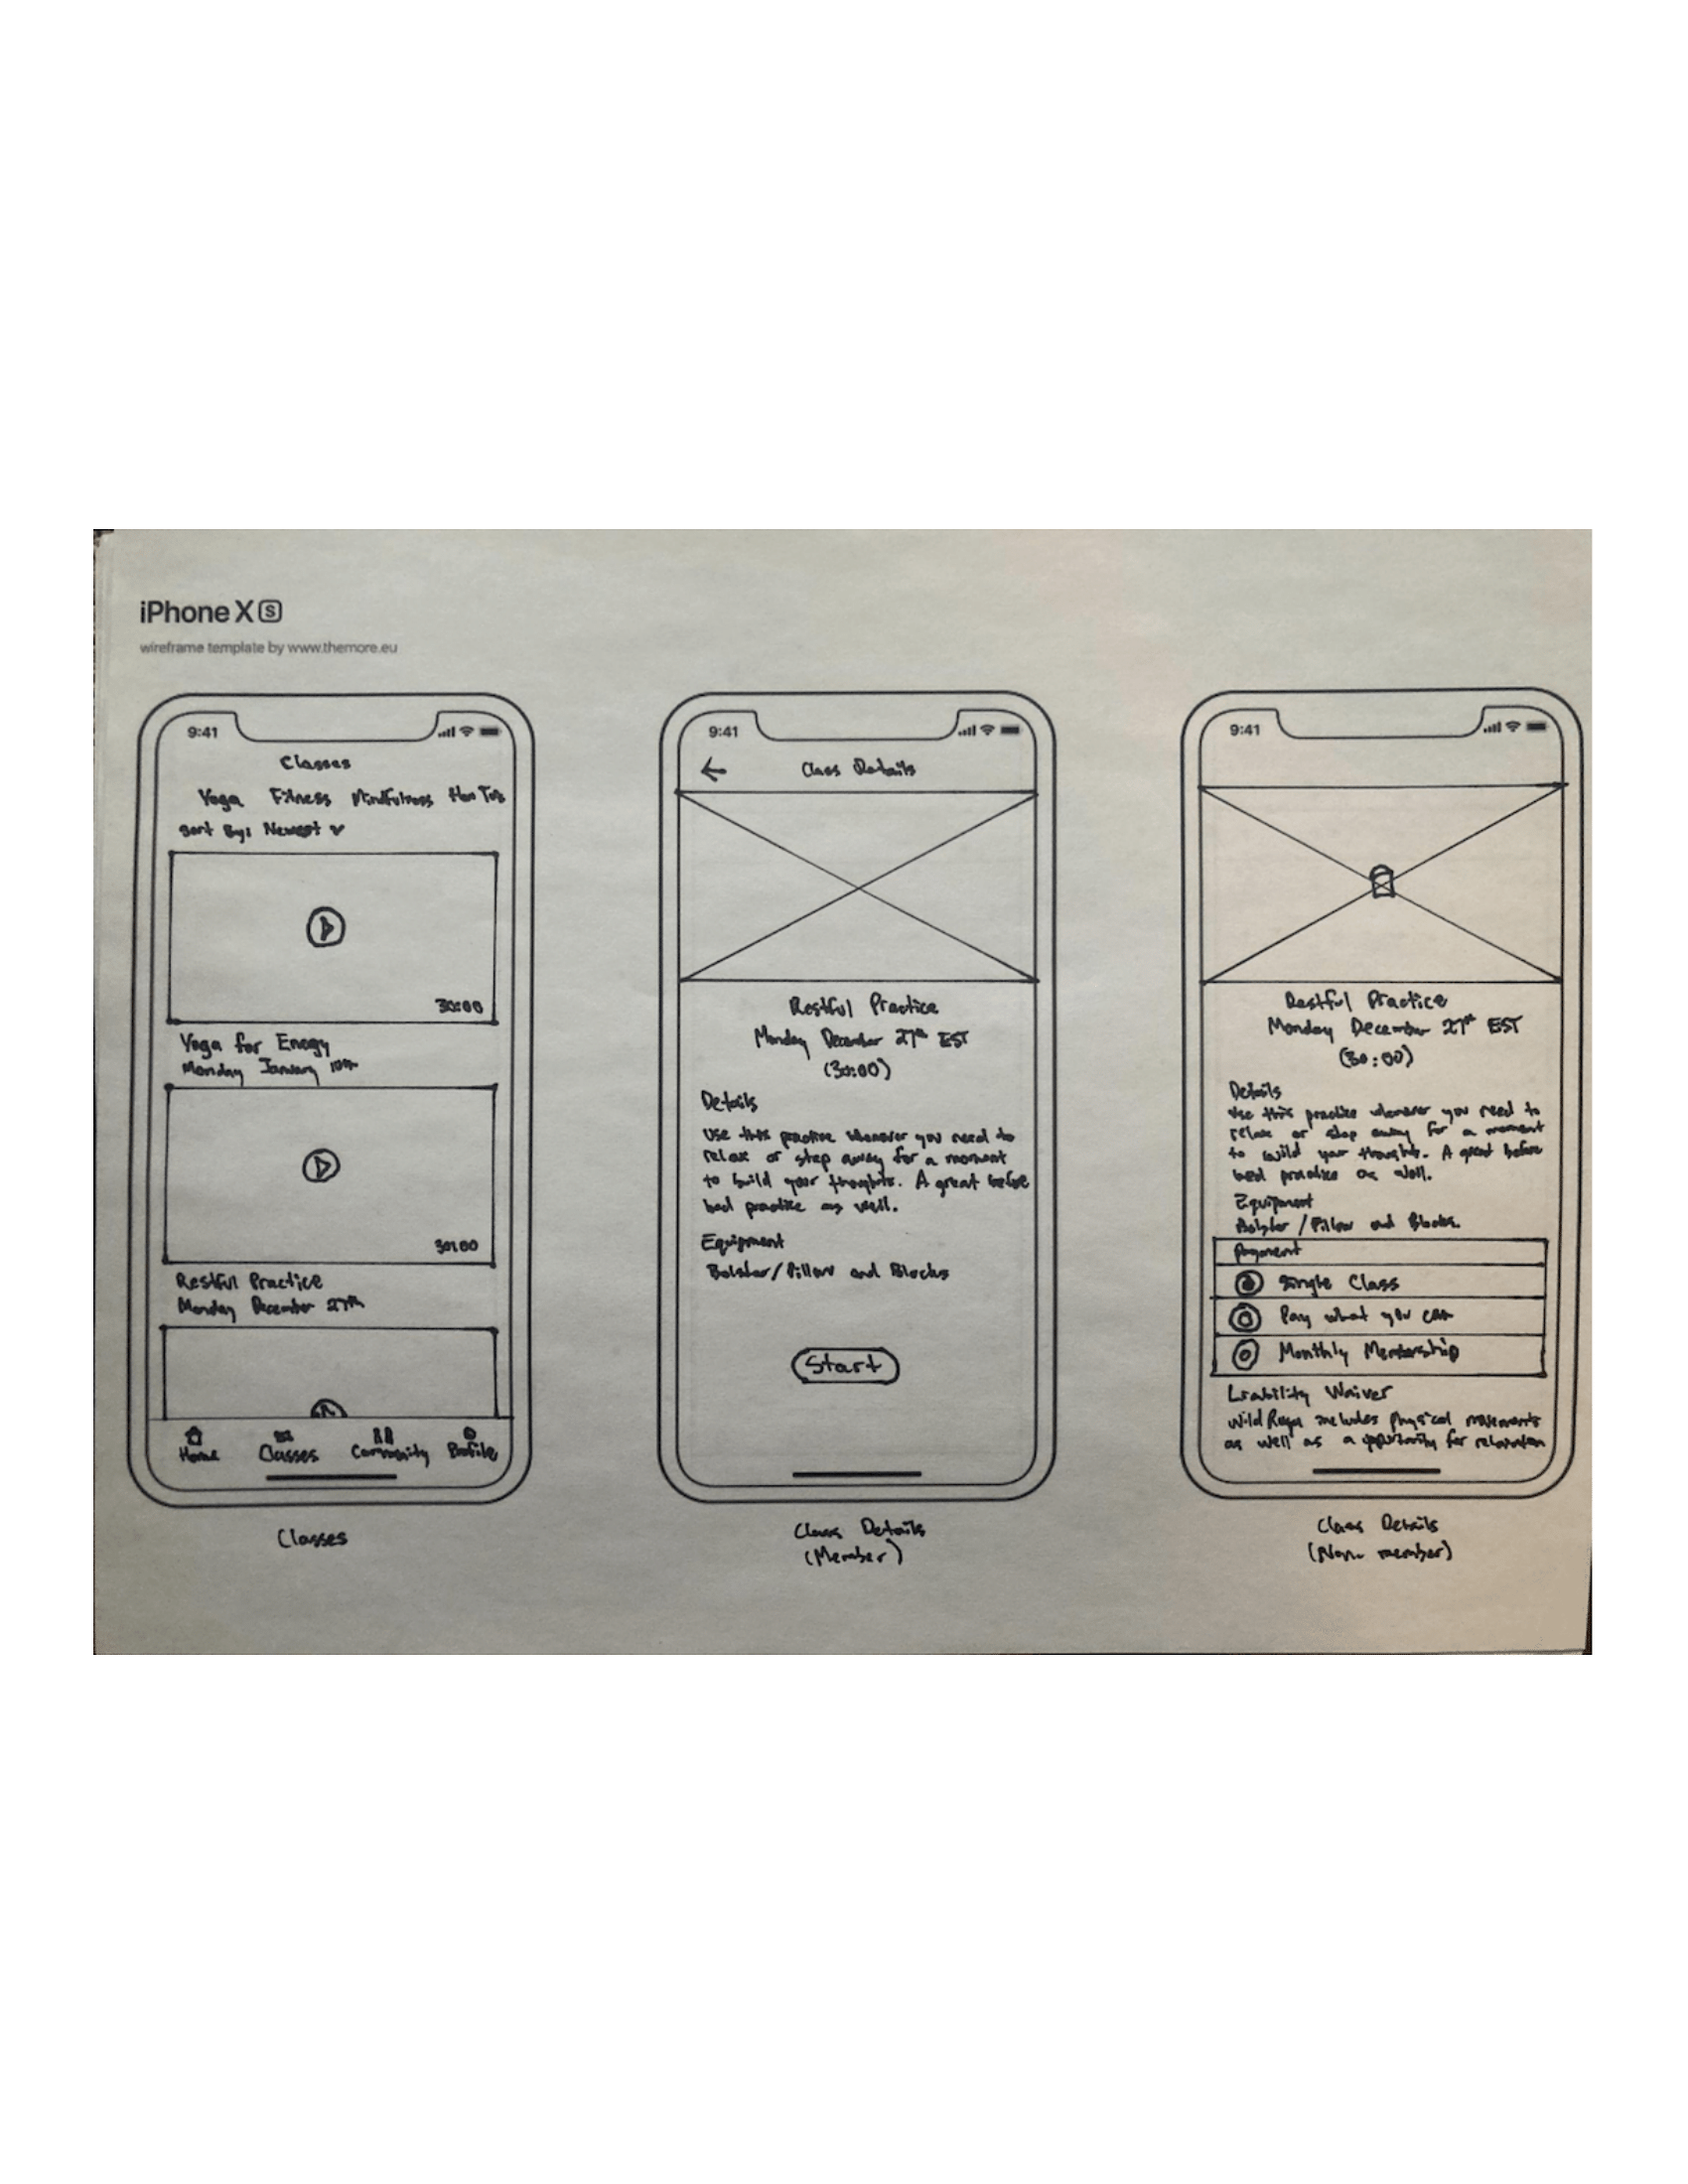 iPhone X S
wireframe template by www.themore.eu
9:41
Classes
Yoga Fitness Mindfulness How Tos
Sort By: Newest
30:00
Yoga for Enegy
Monday January 10th
30:00
Restful Practice
Monday December 27th
Home Classes Community Profile
Classes
9:41
Class Details
Restful Practice
Monday December 27th EST
(30:00)
Details
Use this practice whenever you need to
relax or step away for a moment
to build your thoughts. A great before
bed practice as well.
Equipment
Bolster/Pillow and Blocks
Start
Class Details
(Member)
9:41
Restful Practice
Monday December 27th EST
(30:00)
Details
Use this practice whenever you need to
relax or step away for a moment
to build your thoughts. A great before
bed practice as well.
Equipment
Bolster/Pillow and Blocks.
Payment
Single Class
Pay what you can
Monthly Membership
Liability Waiver
Wild includes physical movements
as well as a opportunity for relaxation
Class Details
(Non- member)